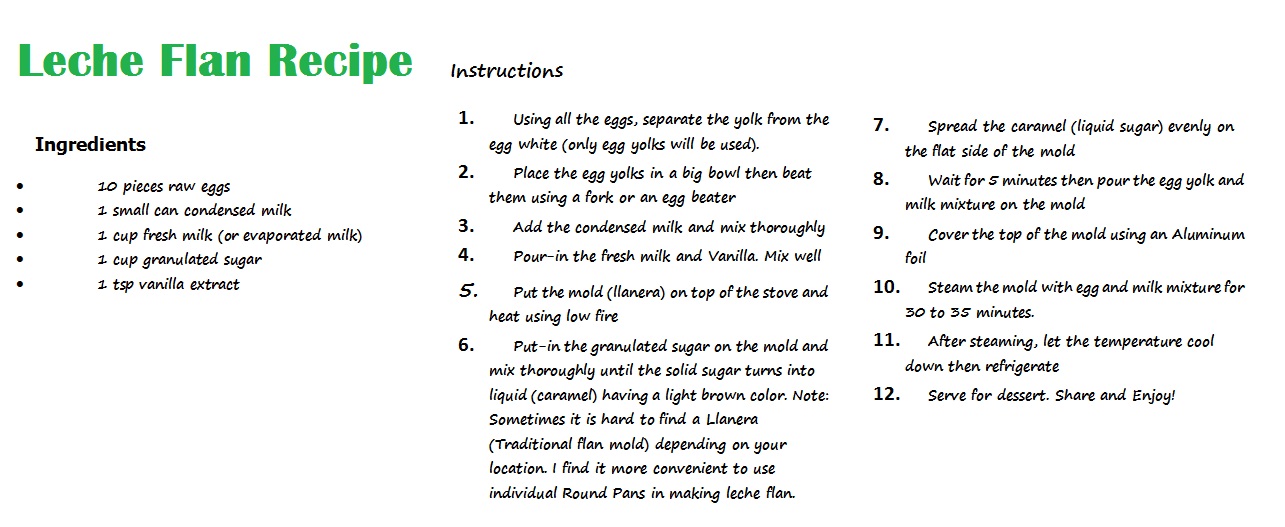 Leche Flan Recipe
Ingredients
• 10 pieces raw eggs
• 1 small can condensed milk
• 1 cup fresh milk (or evaporated milk)
• 1 cup granulated sugar
• 1 tsp vanilla extract
Instructions
1. Using all the eggs, separate the yolk from the
egg white (only egg yolks will be used).
2. Place the egg yolks in a big bowl then beat
them using a fork or an egg beater
3. Add the condensed milk and mix thoroughly
4. Pour-in the fresh milk and Vanilla. Mix well
5. Put the mold (llanera) on top of the stove and
heat using low fire
6. Put-in the granulated sugar on the mold and
mix thoroughly until the solid sugar turns into
liquid (caramel) having a light brown color. Note:
Sometimes it is hard to find a Llanera
(Traditional flan mold) depending on your
location. I find it more convenient to use
individual Round Pans in making leche flan.
7. Spread the caramel (liquid sugar) evenly on
the flat side of the mold
8. Wait for 5 minutes then pour the egg yolk and
milk mixture on the mold
9. Cover the top of the mold using an Aluminum
foil
10. Steam the mold with egg and milk mixture for
30 to 35 minutes.
11. After steaming, let the temperature cool
down then refrigerate
12. Serve for dessert. Share and Enjoy!